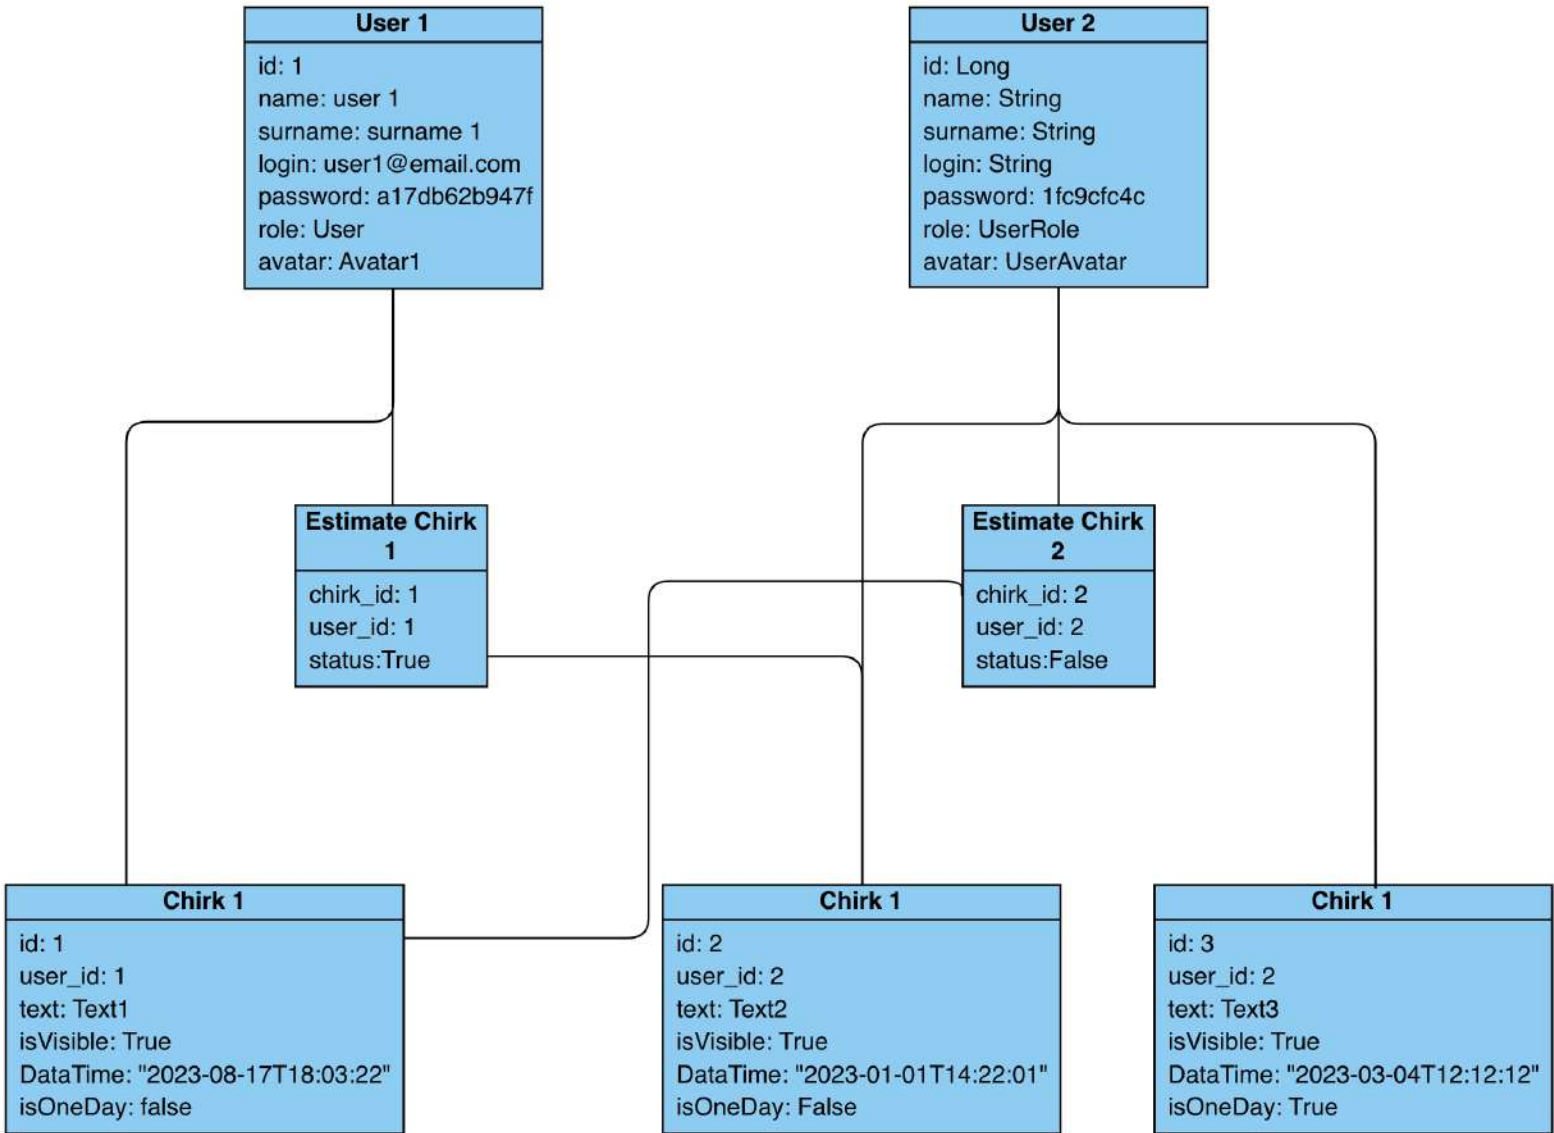 User 1
id: 1
name: user 1
surname: surname 1
login: user1@email.com
password: a17db62b947f
role: User
avatar: Avatar1
User 2
id: Long
name: String
surname: String
login: String
password: 1fc9cfc4c
role: UserRole
avatar: UserAvatar
Estimate Chirk
1
chirk_id: 1
user_id: 1
status:True
Estimate Chirk
2
chirk_id: 2
user_id: 2
status:False
Chirk 1
id: 1
user_id: 1
text: Text1
isVisible: True
DataTime: "2023-08-17T18:03:22"
isOneDay: false
Chirk 1
id: 2
user_id: 2
text: Text2
isVisible: True
DataTime: "2023-01-01T14:22:01"
isOneDay: False
Chirk 1
id: 3
user_id: 2
text: Text3
isVisible: True
DataTime: "2023-03-04T12:12:12"
isOneDay: True